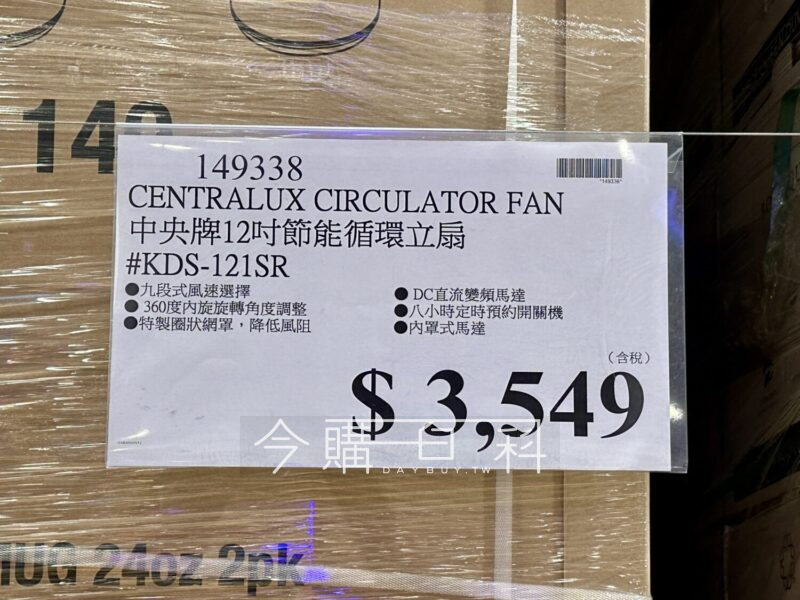 149338
*149338*
CENTRALUX CIRCULATOR FAN
中央牌12吋節能循環立扇
#KDS-121SR
●九段式風速選擇
●360度內旋旋轉角度調整
●特製圈狀網罩，降低風阻
●DC直流變頻馬達
●八小時定時預約開關機
●內罩式馬達
（含稅）
$ 3,549
今購百科
DAYBUY.TW
MUG 24oz 2pk